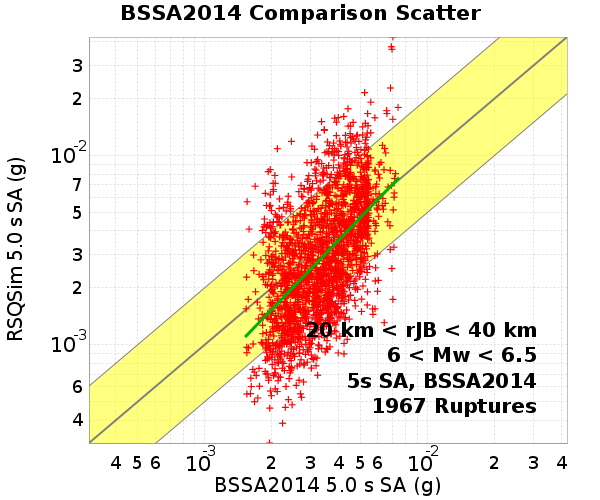 BSSA2014 Comparison Scatter
RSQSim 5.0 s SA (g)
3
2
10-2
7
5
3
2
10-3
6
4
20 km < rJB < 40 km
6 < Mw < 6.5
5s SA, BSSA2014
1967 Ruptures
4 5 6 10-3 2 3 4 5 6 10-2 2 3 4
BSSA2014 5.0 s SA (g)